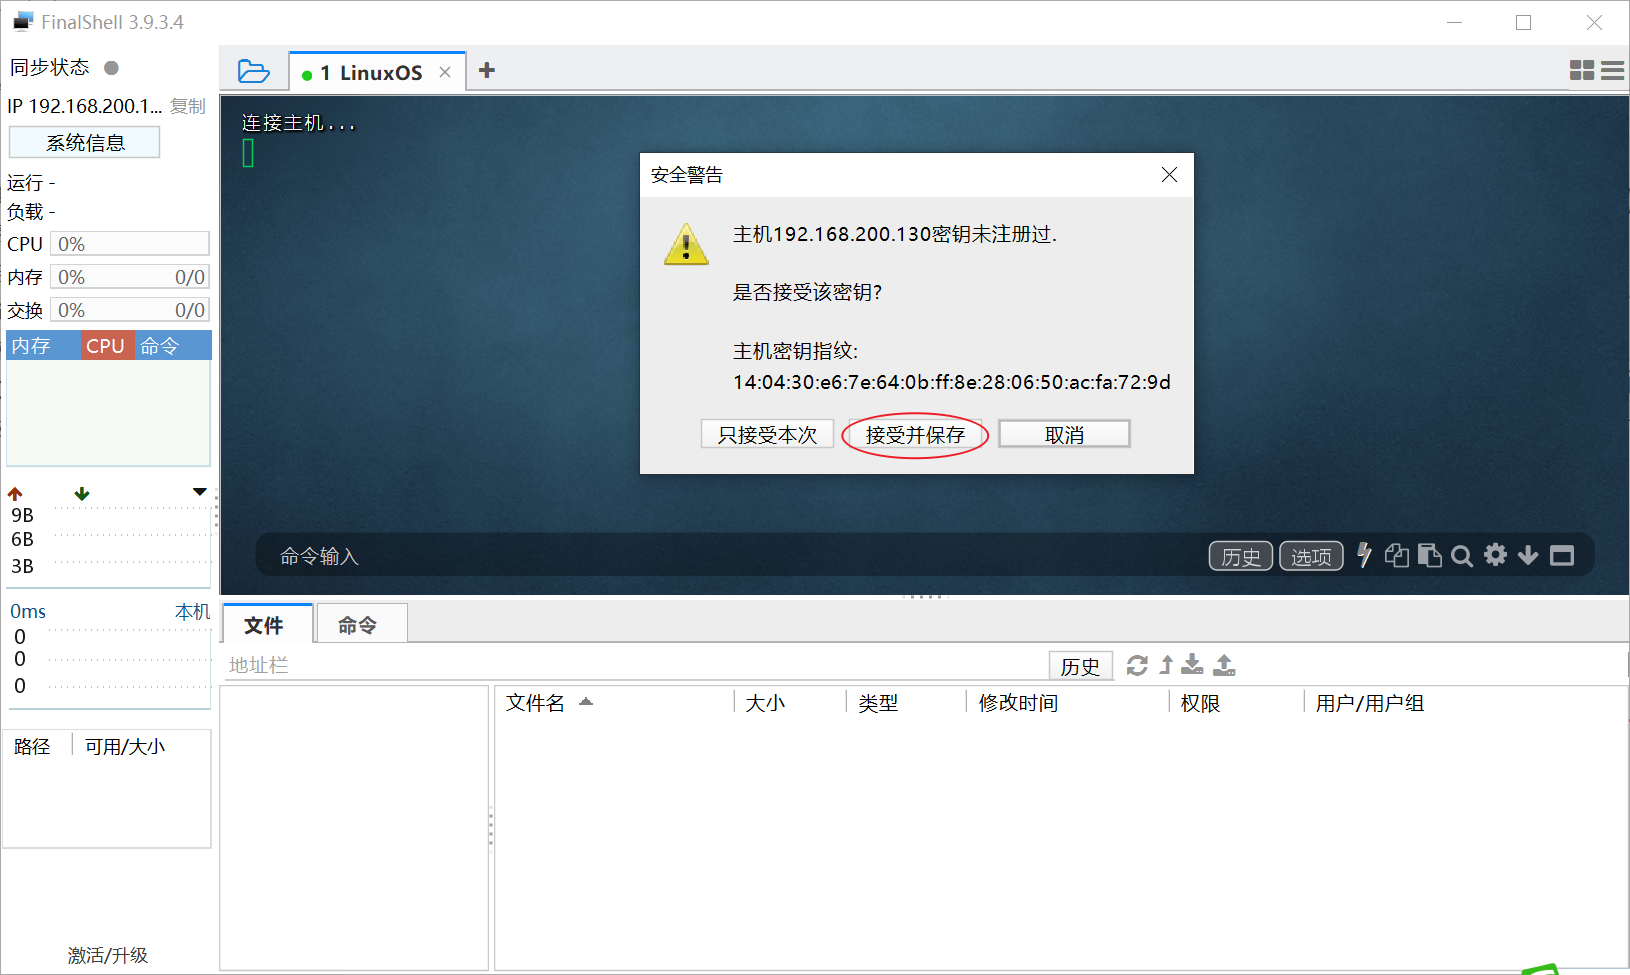 FinalShell 3.9.3.4
同步状态
IP 192.168.200.1... 复制
系统信息
运行 -
负载 -
CPU 0%
内存 0% 0/0
交换 0% 0/0
内存 CPU 命令
9B
6B
3B
0ms 本机
0
0
0
路径 可用/大小
激活/升级
1 LinuxOS
连接主机...
安全警告
主机192.168.200.130密钥未注册过.
是否接受该密钥?
主机密钥指纹:
14:04:30:e6:7e:64:0b:ff:8e:28:06:50:ac:fa:72:9d
只接受本次 接受并保存 取消
命令输入 历史 选项
文件 命令
地址栏 历史
文件名 大小 类型 修改时间 权限 用户/用户组